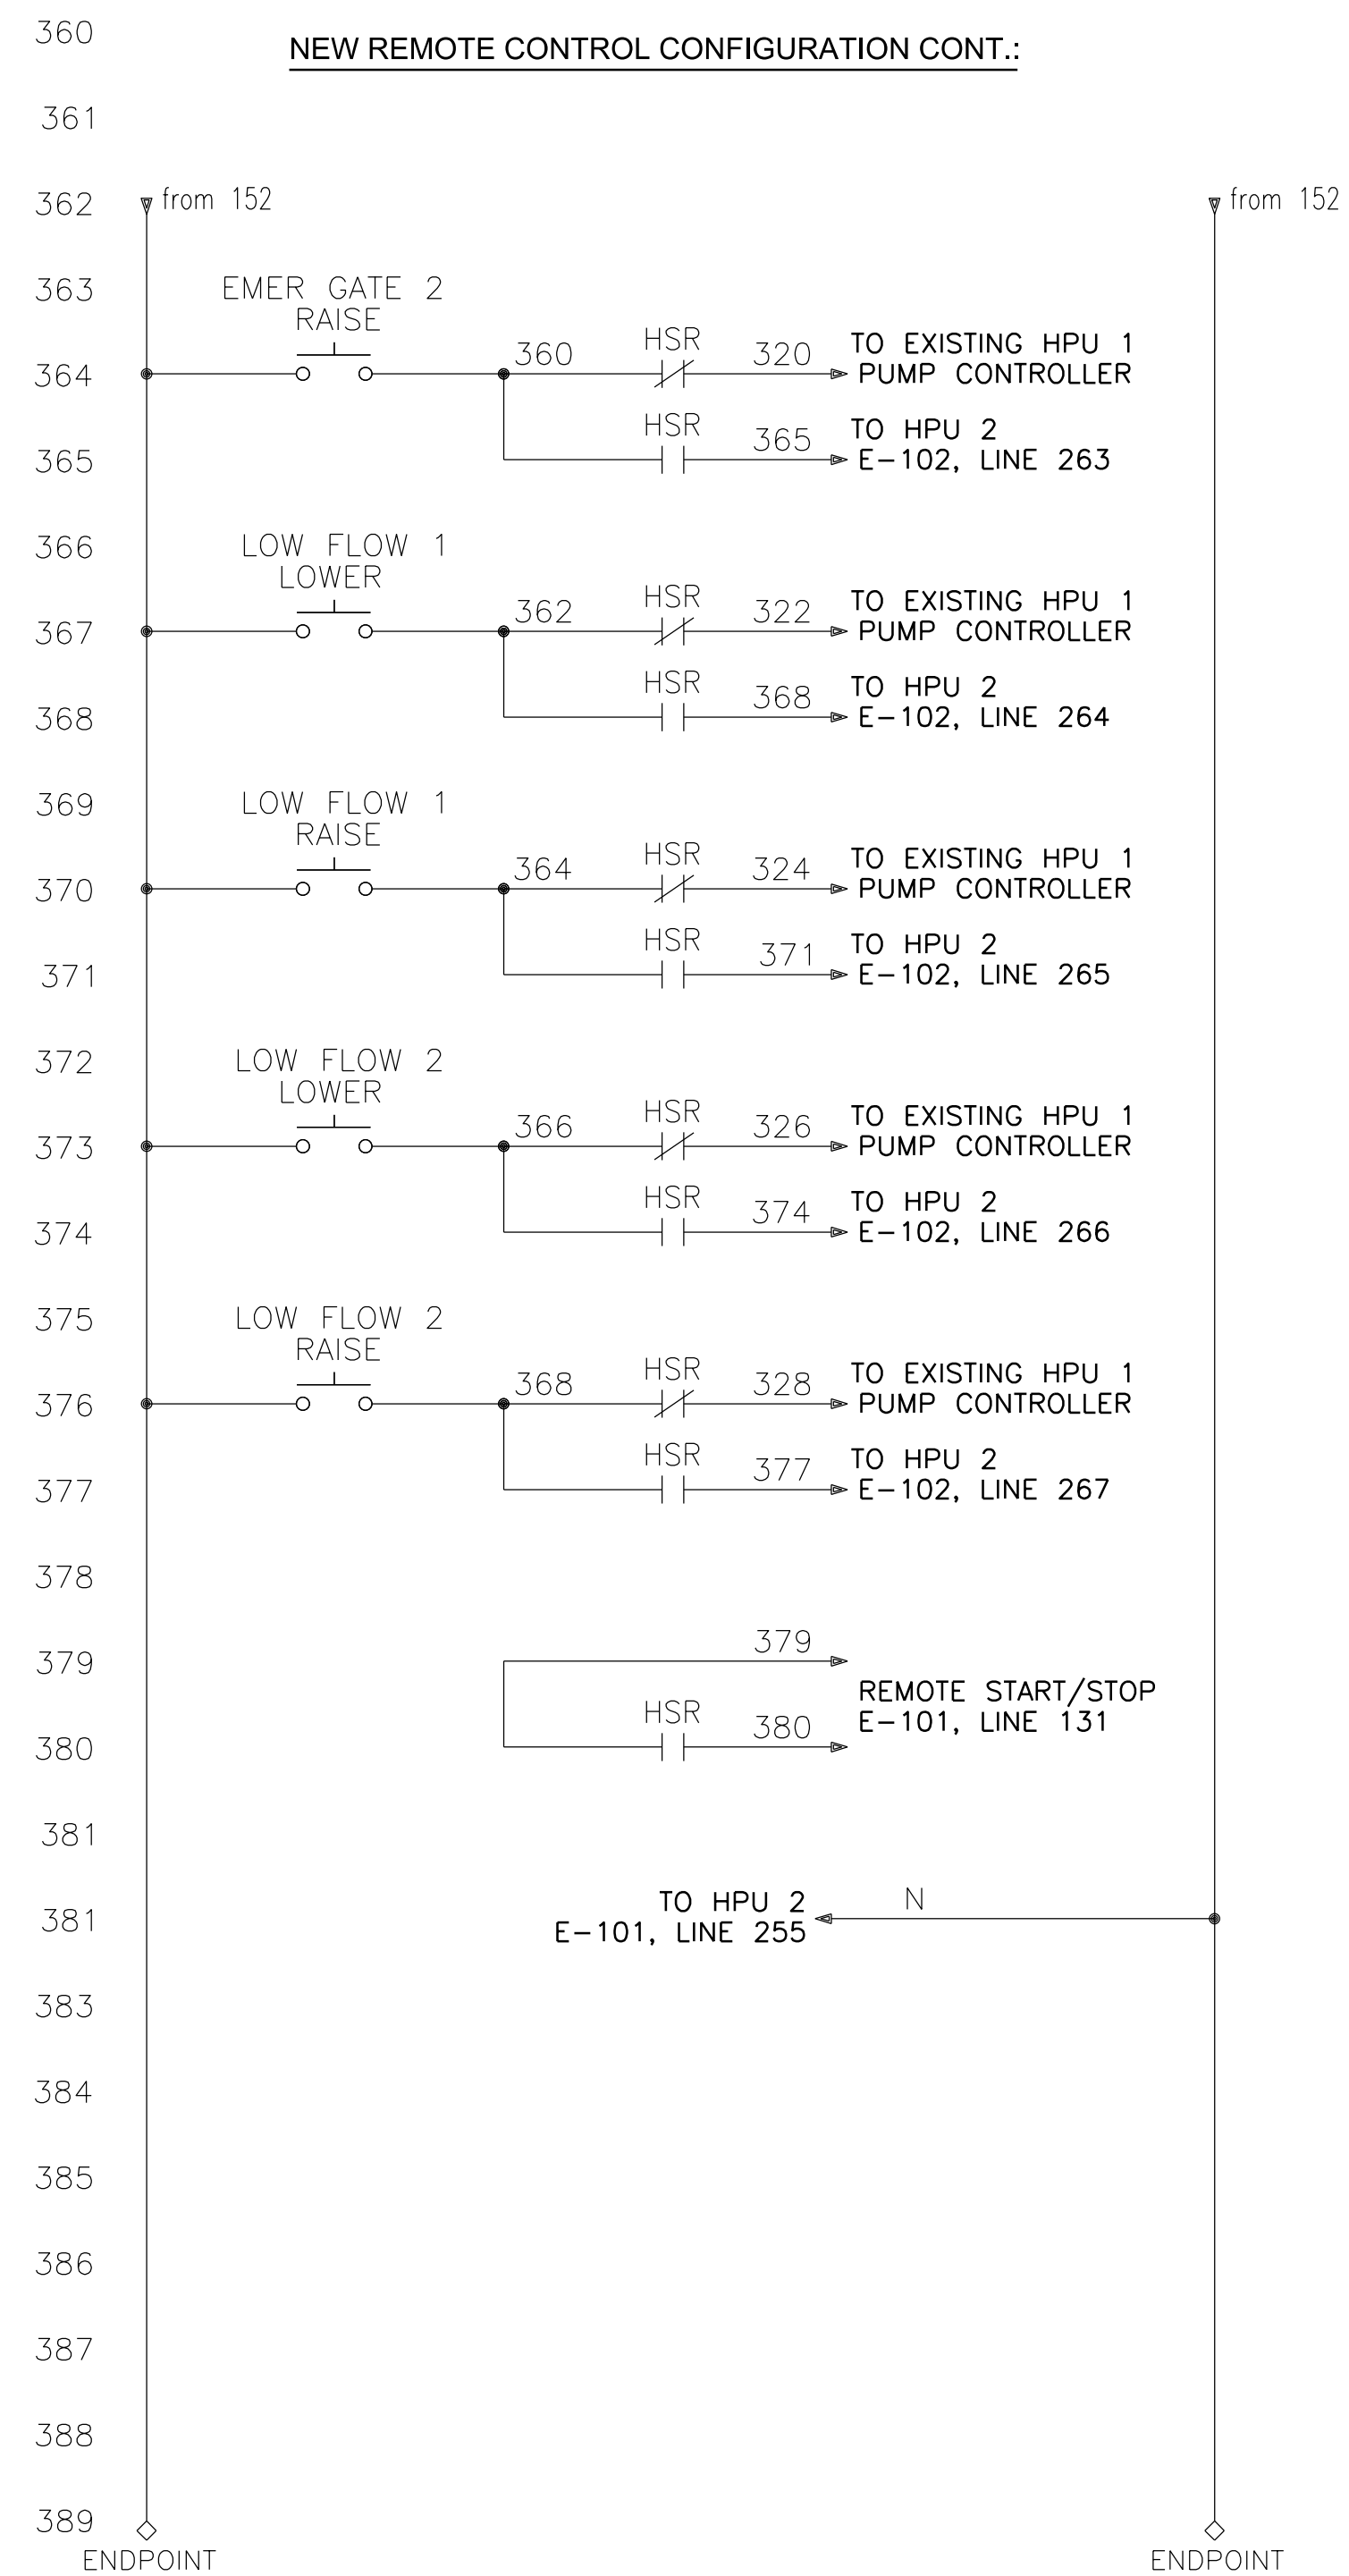 360
NEW REMOTE CONTROL CONFIGURATION CONT.:
361
362
from 152
from 152
363
EMER GATE 2
RAISE
364
360
HSR
320
TO EXISTING HPU 1
PUMP CONTROLLER
365
HSR
365
TO HPU 2
E-102, LINE 263
366
LOW FLOW 1
LOWER
367
362
HSR
322
TO EXISTING HPU 1
PUMP CONTROLLER
368
HSR
368
TO HPU 2
E-102, LINE 264
369
LOW FLOW 1
RAISE
370
364
HSR
324
TO EXISTING HPU 1
PUMP CONTROLLER
371
HSR
371
TO HPU 2
E-102, LINE 265
372
LOW FLOW 2
LOWER
373
366
HSR
326
TO EXISTING HPU 1
PUMP CONTROLLER
374
HSR
374
TO HPU 2
E-102, LINE 266
375
LOW FLOW 2
RAISE
376
368
HSR
328
TO EXISTING HPU 1
PUMP CONTROLLER
377
HSR
377
TO HPU 2
E-102, LINE 267
378
379
379
REMOTE START/STOP
E-101, LINE 131
380
HSR
380
381
381
TO HPU 2
E-101, LINE 255
N
383
384
385
386
387
388
389
ENDPOINT
ENDPOINT